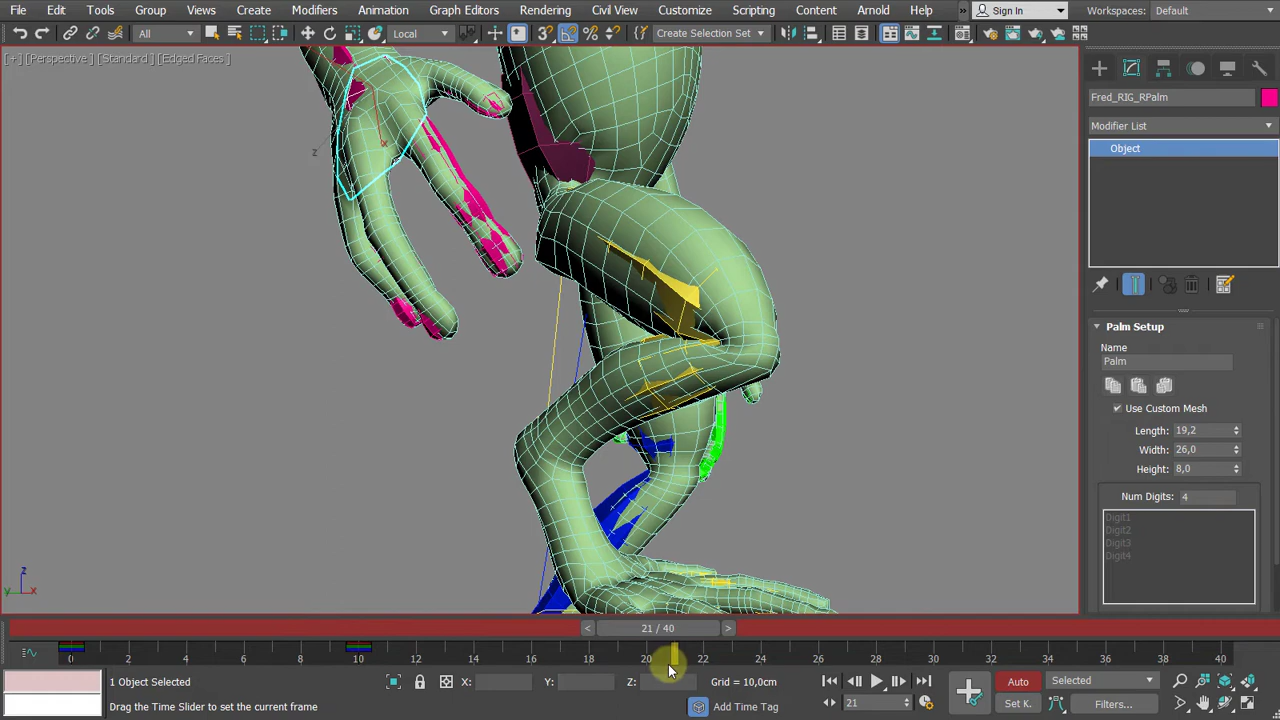 File Edit Tools Group Views Create Modifiers Animation Graph Editors Rendering Civil View Customize Scripting Content Arnold » Sign In Workspaces: Default
All Local Create Selection Set
[+] [Perspective] [Standard] [Edged Faces]
Fred_RIG_RPalm
Modifier List
Object
Palm Setup
Name
Palm
Use Custom Mesh
Length: 19,2
Width: 26,0
Height: 8,0
Num Digits: 4
Digit1
Digit2
Digit3
Digit4
x
z
z
y x
< 21 / 40 >
0 2 4 6 8 10 12 14 16 18 20 22 24 26 28 30 32 34 36 38 40
1 Object Selected X: Y: Z: Grid = 10,0cm Auto Selected
Drag the Time Slider to set the current frame Add Time Tag 21 Set K. Filters...